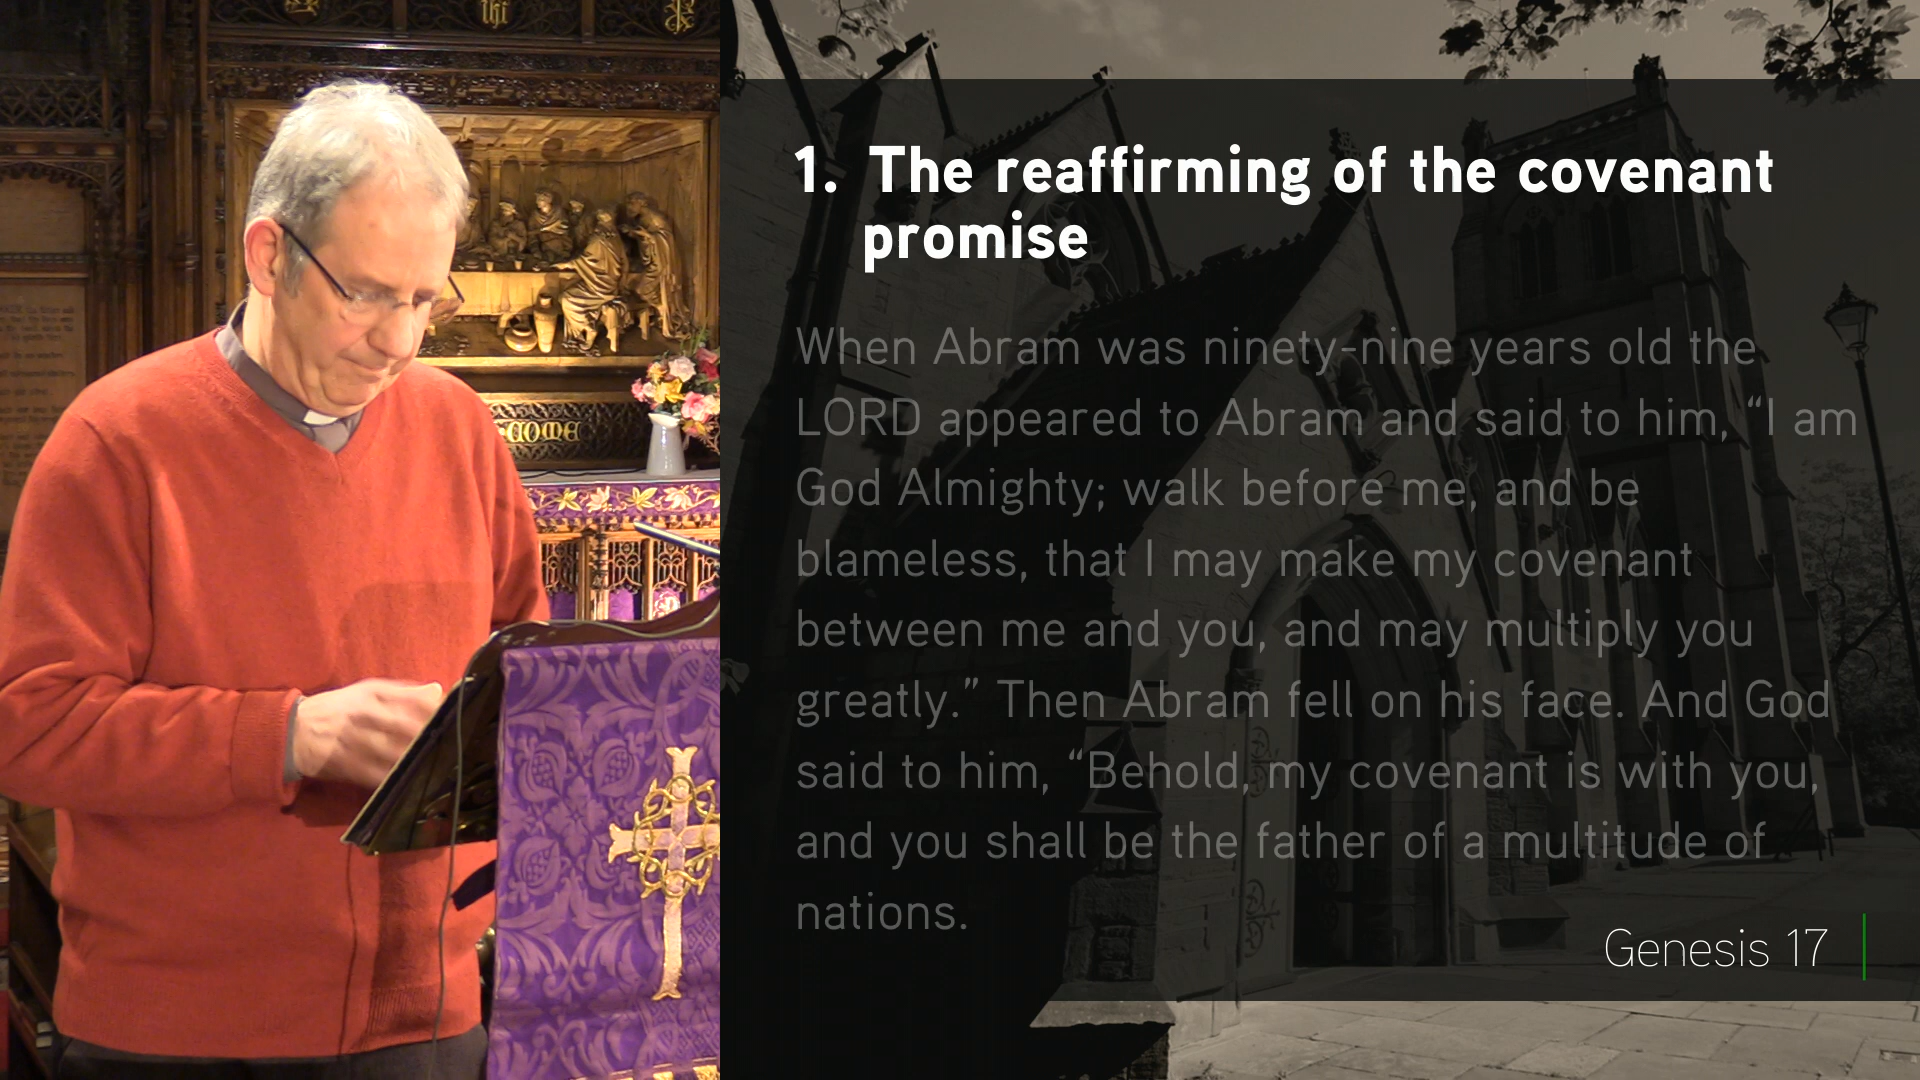 ihi
COME
1. The reaffirming of the covenant
promise
When Abram was ninety-nine years old the
LORD appeared to Abram and said to him, “I am
God Almighty; walk before me, and be
blameless, that I may make my covenant
between me and you, and may multiply you
greatly.” Then Abram fell on his face. And God
said to him, “Behold, my covenant is with you,
and you shall be the father of a multitude of
nations.
Genesis 17